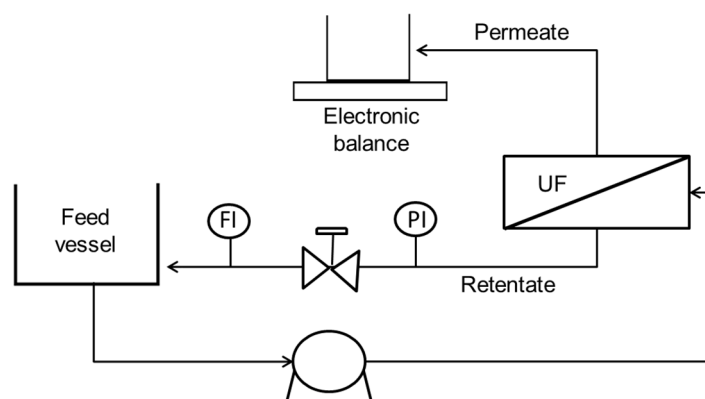 Permeate
Electronic
balance
UF
Feed
vessel
FI
PI
Retentate